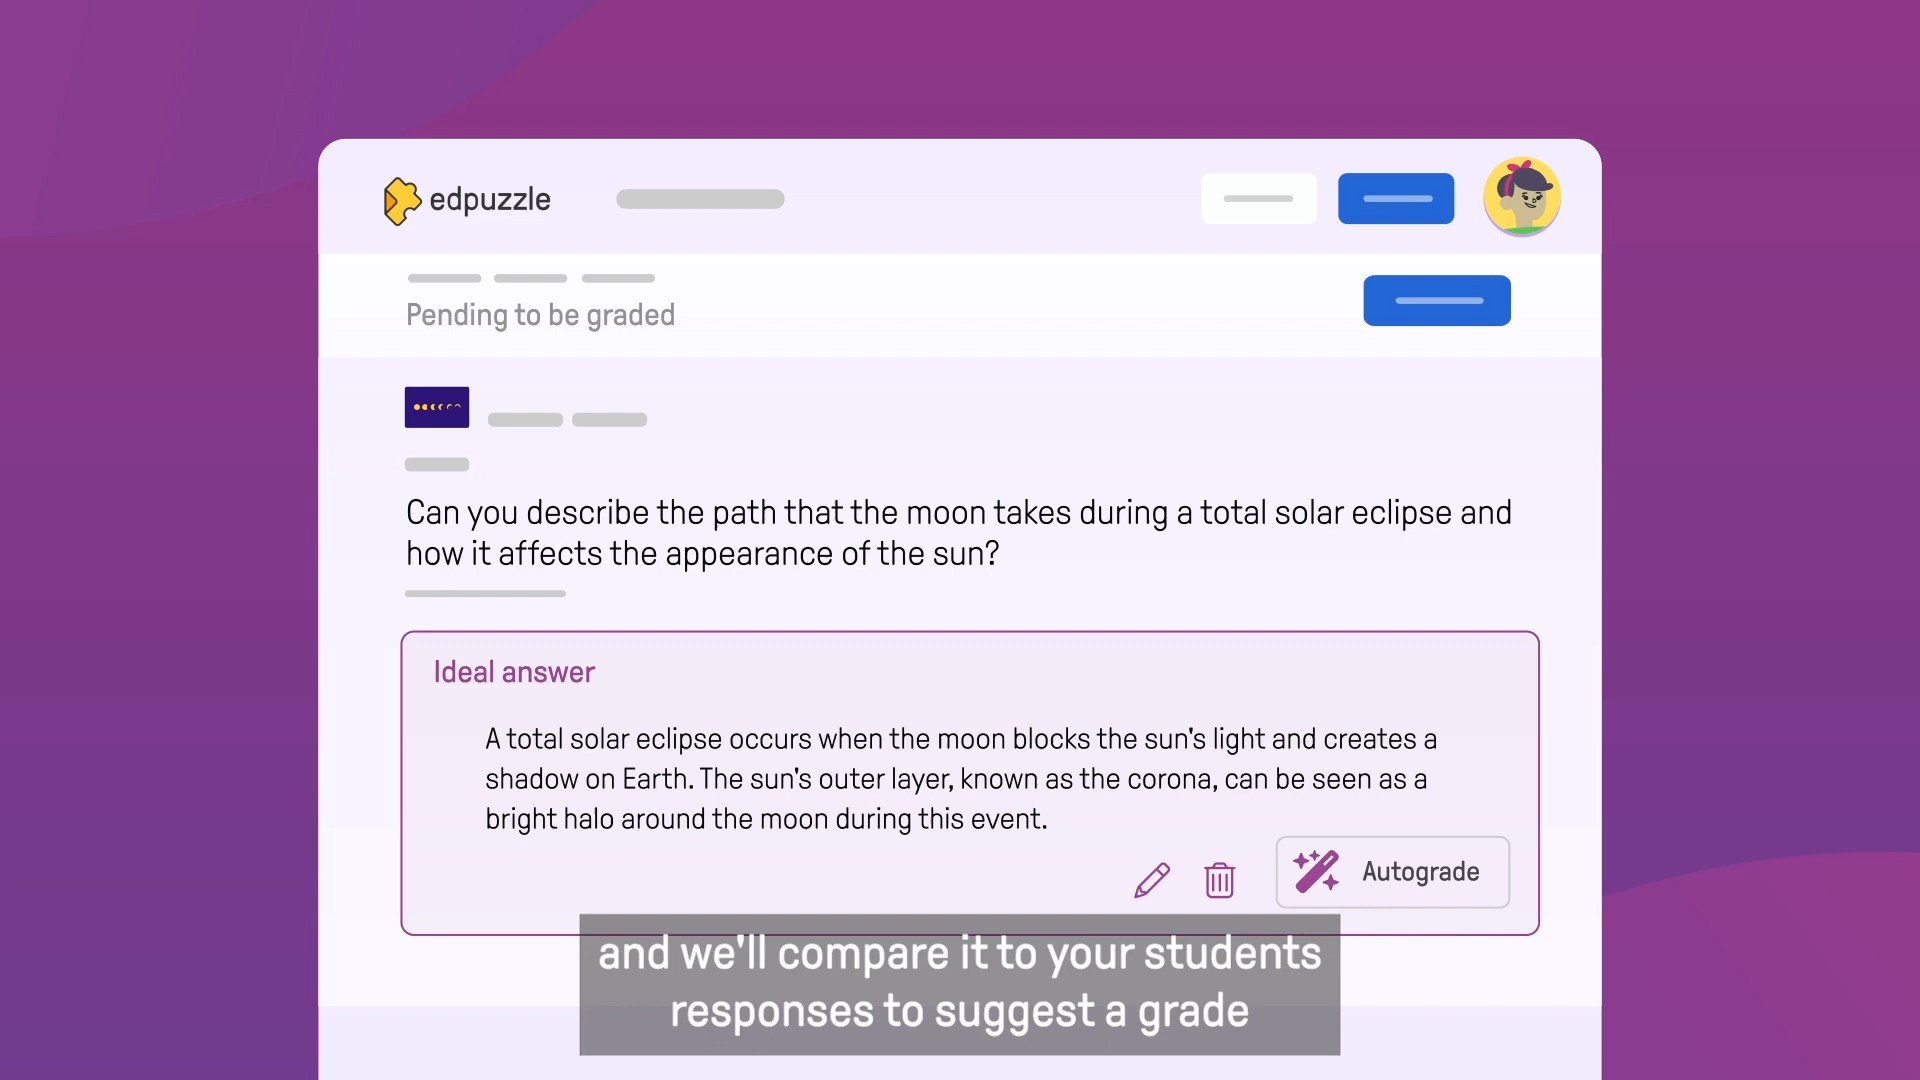 edpuzzle
Pending to be graded
Can you describe the path that the moon takes during a total solar eclipse and
how it affects the appearance of the sun?
Ideal answer
A total solar eclipse occurs when the moon blocks the sun's light and creates a
shadow on Earth. The sun's outer layer, known as the corona, can be seen as a
bright halo around the moon during this event.
Autograde
and we'll compare it to your students
responses to suggest a grade